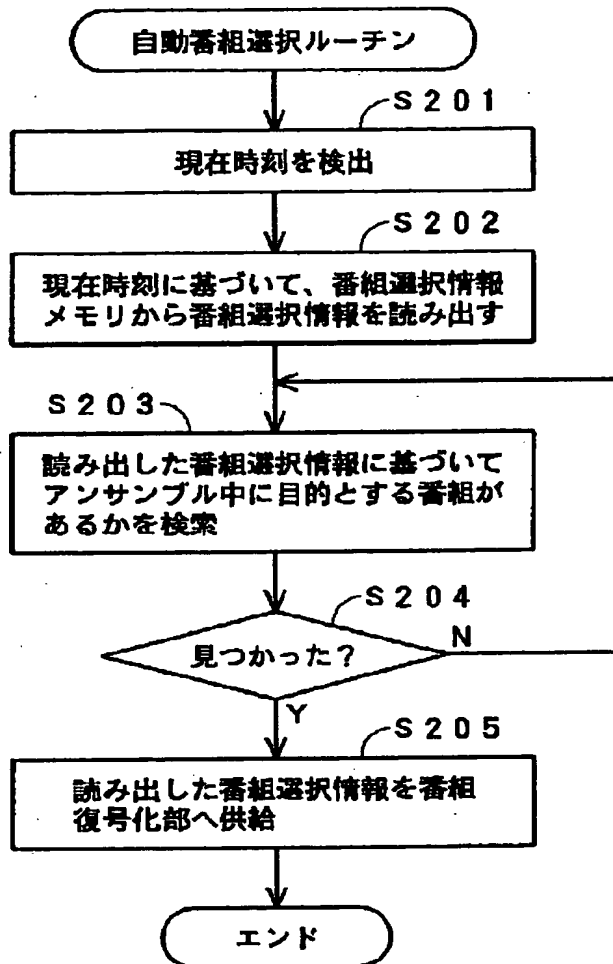 自動番組選択ルーチン
S201
現在時刻を検出
S202
現在時刻に基づいて、番組選択情報
メモリから番組選択情報を読み出す
S203
読み出した番組選択情報に基づいて
アンサンブル中に目的とする番組が
あるかを検索
S204
見つかった?
N
Y
S205
読み出した番組選択情報を番組
復号化部へ供給
エンド